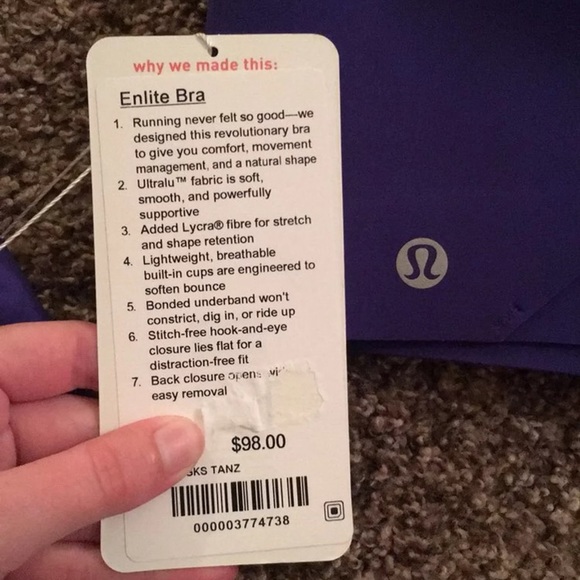 why we made this:
Enlite Bra
1. Running never felt so good—we
designed this revolutionary bra
to give you comfort, movement
management, and a natural shape
2. Ultralu™ fabric is soft,
smooth, and powerfully
supportive
3. Added Lycra® fibre for stretch
and shape retention
4. Lightweight, breathable
built-in cups are engineered to
soften bounce
5. Bonded underband won't
constrict, dig in, or ride up
6. Stitch-free hook-and-eye
closure lies flat for a
distraction-free fit
7. Back closure opens
easy removal
$98.00
SKS TANZ
000003774738